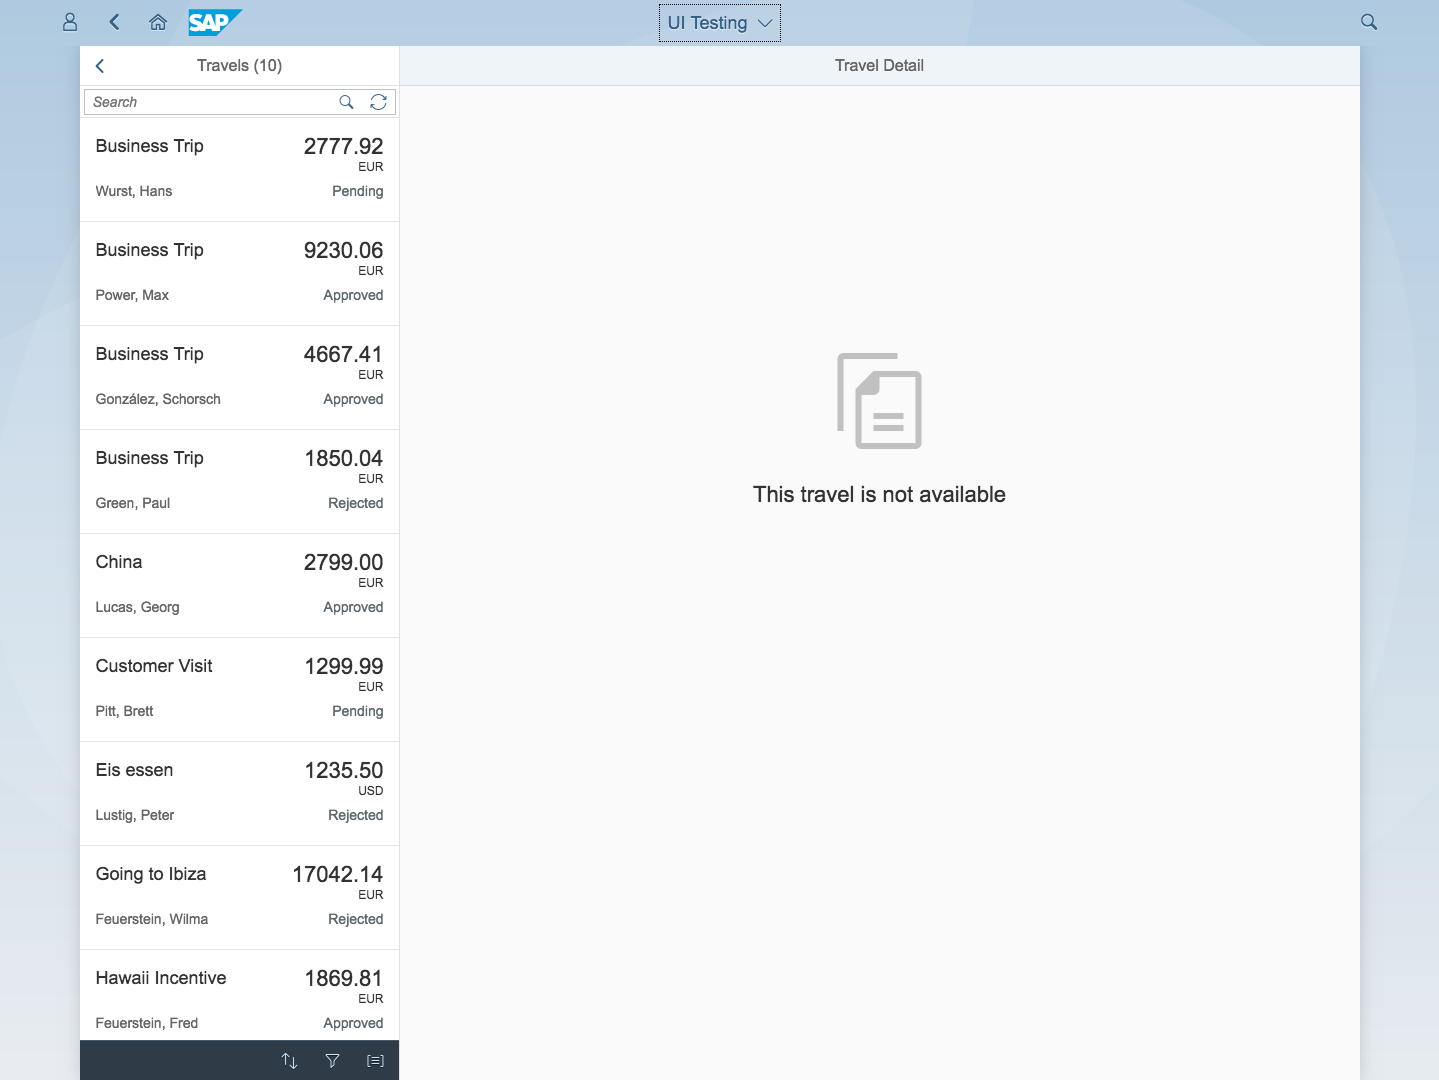 SAP
UI Testing
Travels (10)
Travel Detail
Search
Business Trip 2777.92
EUR
Wurst, Hans Pending
Business Trip 9230.06
EUR
Power, Max Approved
Business Trip 4667.41
EUR
González, Schorsch Approved
Business Trip 1850.04
EUR
Green, Paul Rejected
China 2799.00
EUR
Lucas, Georg Approved
Customer Visit 1299.99
EUR
Pitt, Brett Pending
Eis essen 1235.50
USD
Lustig, Peter Rejected
Going to Ibiza 17042.14
EUR
Feuerstein, Wilma Rejected
Hawaii Incentive 1869.81
EUR
Feuerstein, Fred Approved
This travel is not available